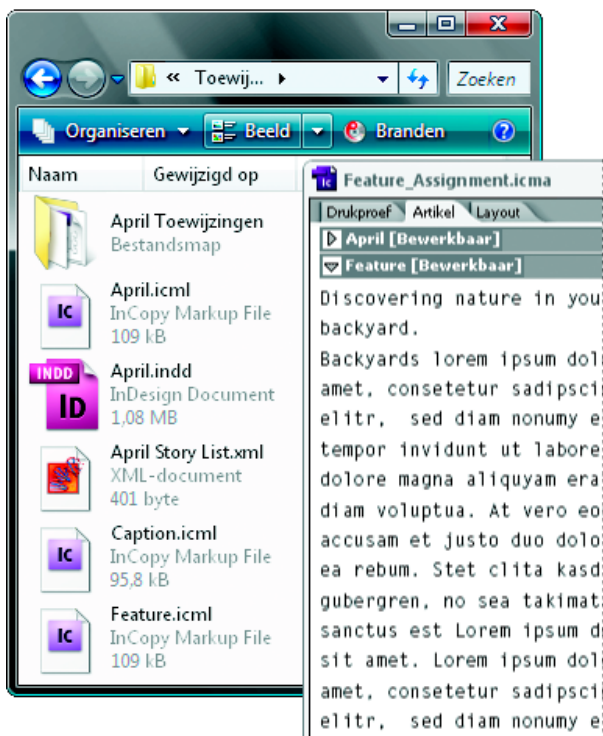 « Toewij...
Zoeken
Organiseren
Beeld
Branden
?
Naam
Gewijzigd op
April Toewijzingen
Bestandsmap
Ic
April.icml
InCopy Markup File
109 kB
INDD
ID
April.indd
InDesign Document
1,08 MB
April Story List.xml
XML-document
401 byte
Ic
Caption.icml
InCopy Markup File
95,8 kB
Ic
Feature.icml
InCopy Markup File
109 kB
Ic Feature_Assignment.icma
Drukproef Artikel Layout
April [Bewerkbaar]
Feature [Bewerkbaar]
Discovering nature in you
backyard.
Backyards lorem ipsum dol
amet, consetetur sadipsci
elitr, sed diam nonumy e
tempor invidunt ut labore
dolore magna aliquyam era
diam voluptua. At vero eo
accusam et justo duo dolo
ea rebum. Stet clita kasd
gubergren, no sea takimat
sanctus est Lorem ipsum d
sit amet. Lorem ipsum dol
amet, consetetur sadipsci
elitr, sed diam nonumy e